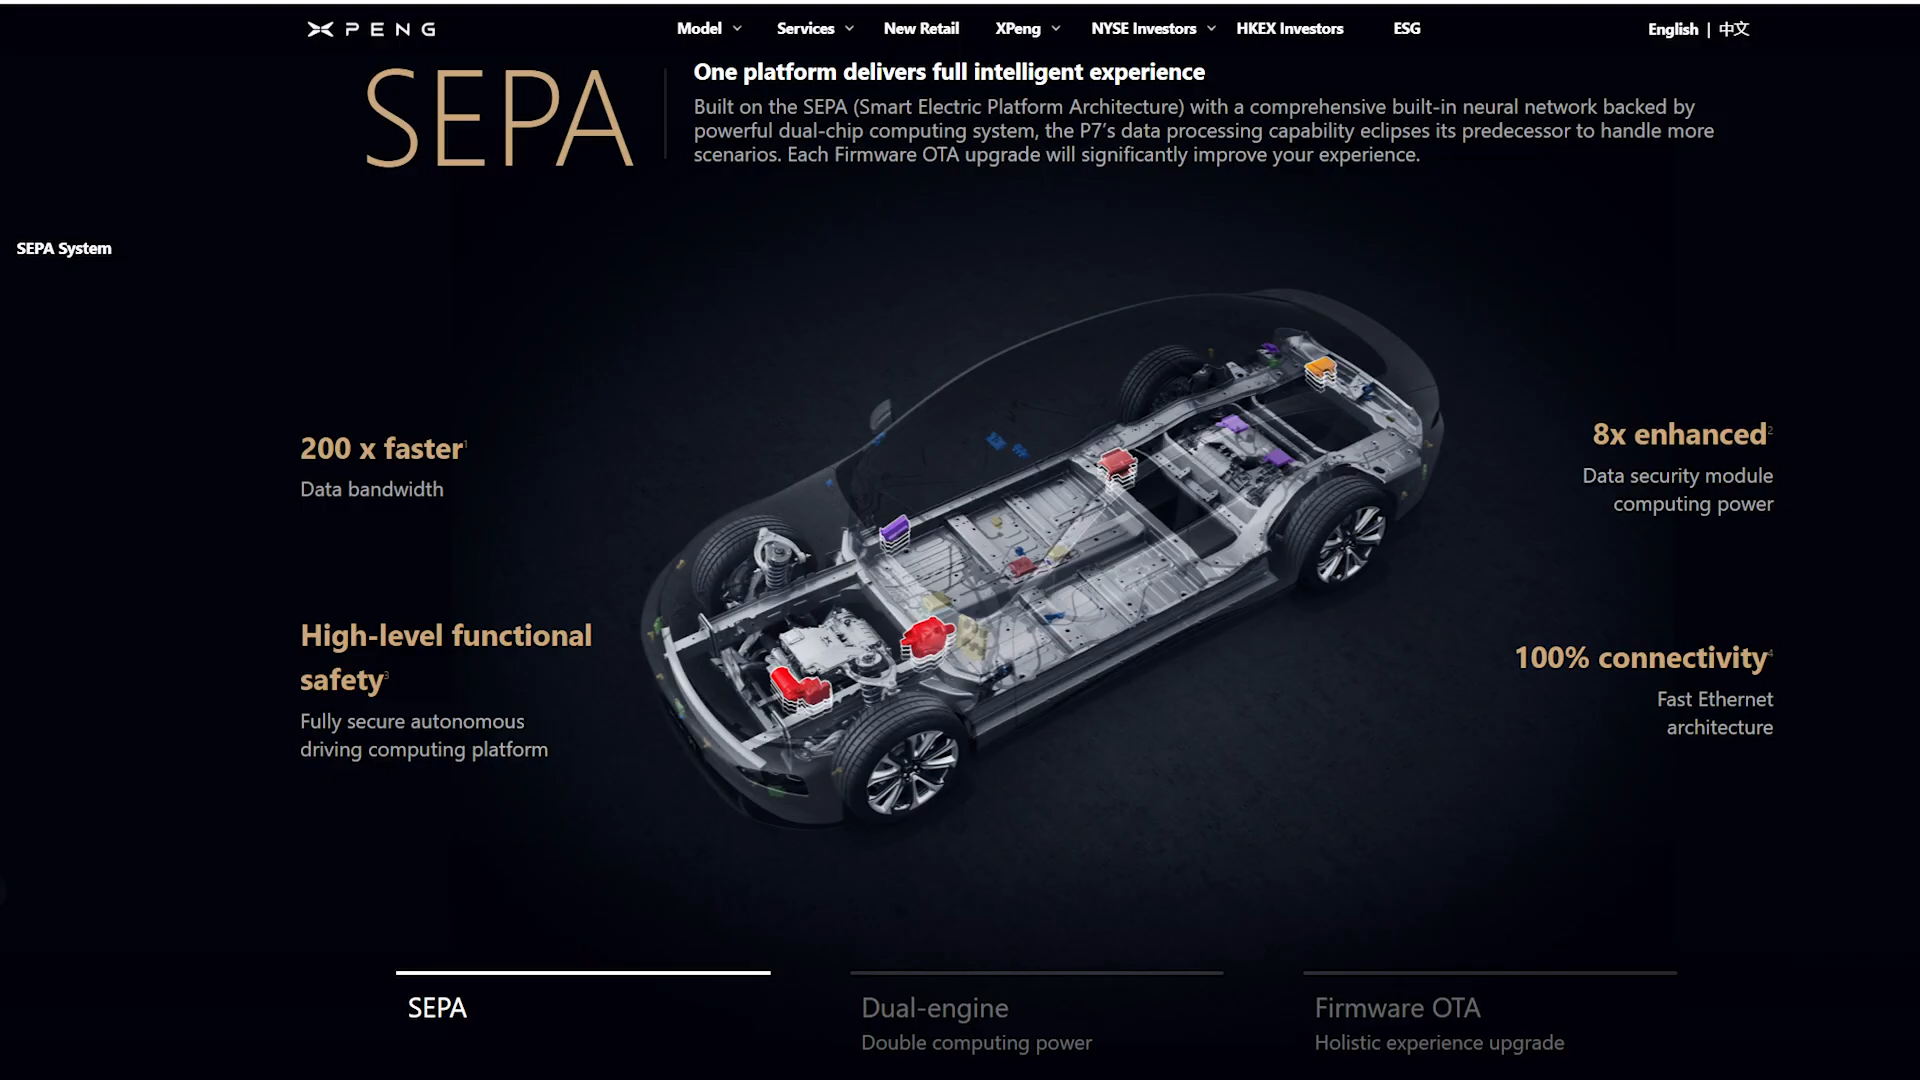 XPENG
Model
Services
New Retail
XPeng
NYSE Investors
HKEX Investors
ESG
English | 中文
SEPA
One platform delivers full intelligent experience
Built on the SEPA (Smart Electric Platform Architecture) with a comprehensive built-in neural network backed by
powerful dual-chip computing system, the P7’s data processing capability eclipses its predecessor to handle more
scenarios. Each Firmware OTA upgrade will significantly improve your experience.
SEPA System
200 x faster1
Data bandwidth
8x enhanced2
Data security module
computing power
High-level functional
safety3
Fully secure autonomous
driving computing platform
100% connectivity4
Fast Ethernet
architecture
SEPA
Dual-engine
Double computing power
Firmware OTA
Holistic experience upgrade